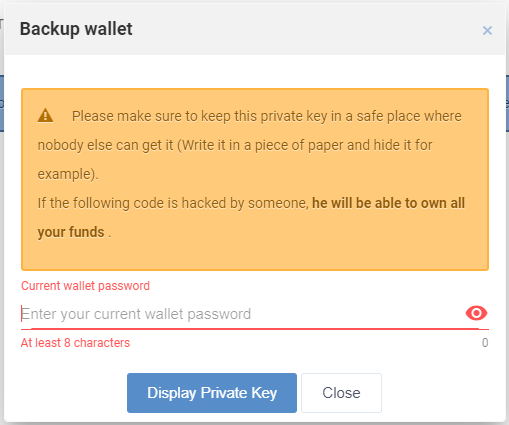 Backup wallet
×
Please make sure to keep this private key in a safe place where
nobody else can get it (Write it in a piece of paper and hide it for
example).
If the following code is hacked by someone, he will be able to own all
your funds .
Current wallet password
Enter your current wallet password
At least 8 characters 0
Display Private Key Close